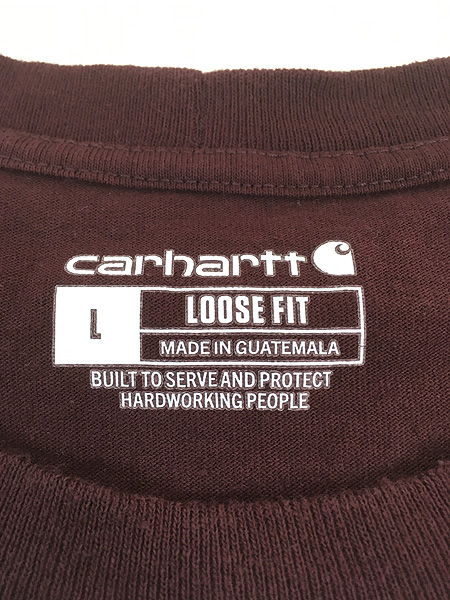 carhartt
L
LOOSE FIT
MADE IN GUATEMALA
BUILT TO SERVE AND PROTECT
HARDWORKING PEOPLE